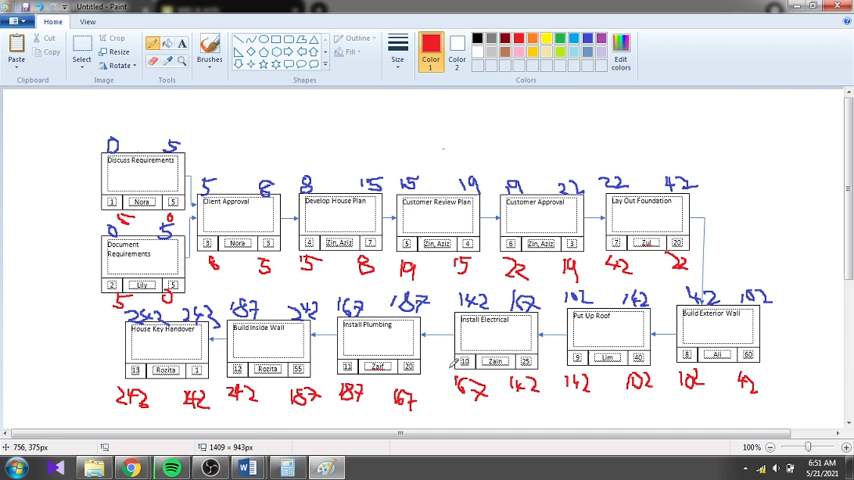 Untitled - Paint
Home
View
Paste
Cut
Copy
Clipboard
Select
Crop
Resize
Rotate
Image
Tools
Brushes
Shapes
Outline
Fill
Size
Color 1
Color 2
Colors
Edit colors
0 5
Discuss Requirements
1 Nora 5
5 0
0 5
Document Requirements
2 Lily 5
5 0
5 8
Client Approval
3 Nora 3
8 5
8 15
Develop House Plan
4 Zin, Aziz 7
15 8
15 19
Customer Review Plan
5 Zin, Aziz 4
19 15
19 22
Customer Approval
6 Zin, Aziz 3
22 19
22 42
Lay Out Foundation
7 Zul 20
42 22
42 102
Build Exterior Wall
8 Ali 60
102 42
102 142
Put Up Roof
9 Lim 40
142 102
142 167
Install Electrical
10 Zain 25
167 142
167 187
Install Plumbing
11 Zaif 20
187 167
187 242
Build Inside Wall
12 Rozita 55
242 187
242 243
House Key Handover
13 Rozita 1
242 242
756, 375px
1409 × 943px
100%
6:51 AM
5/21/2021